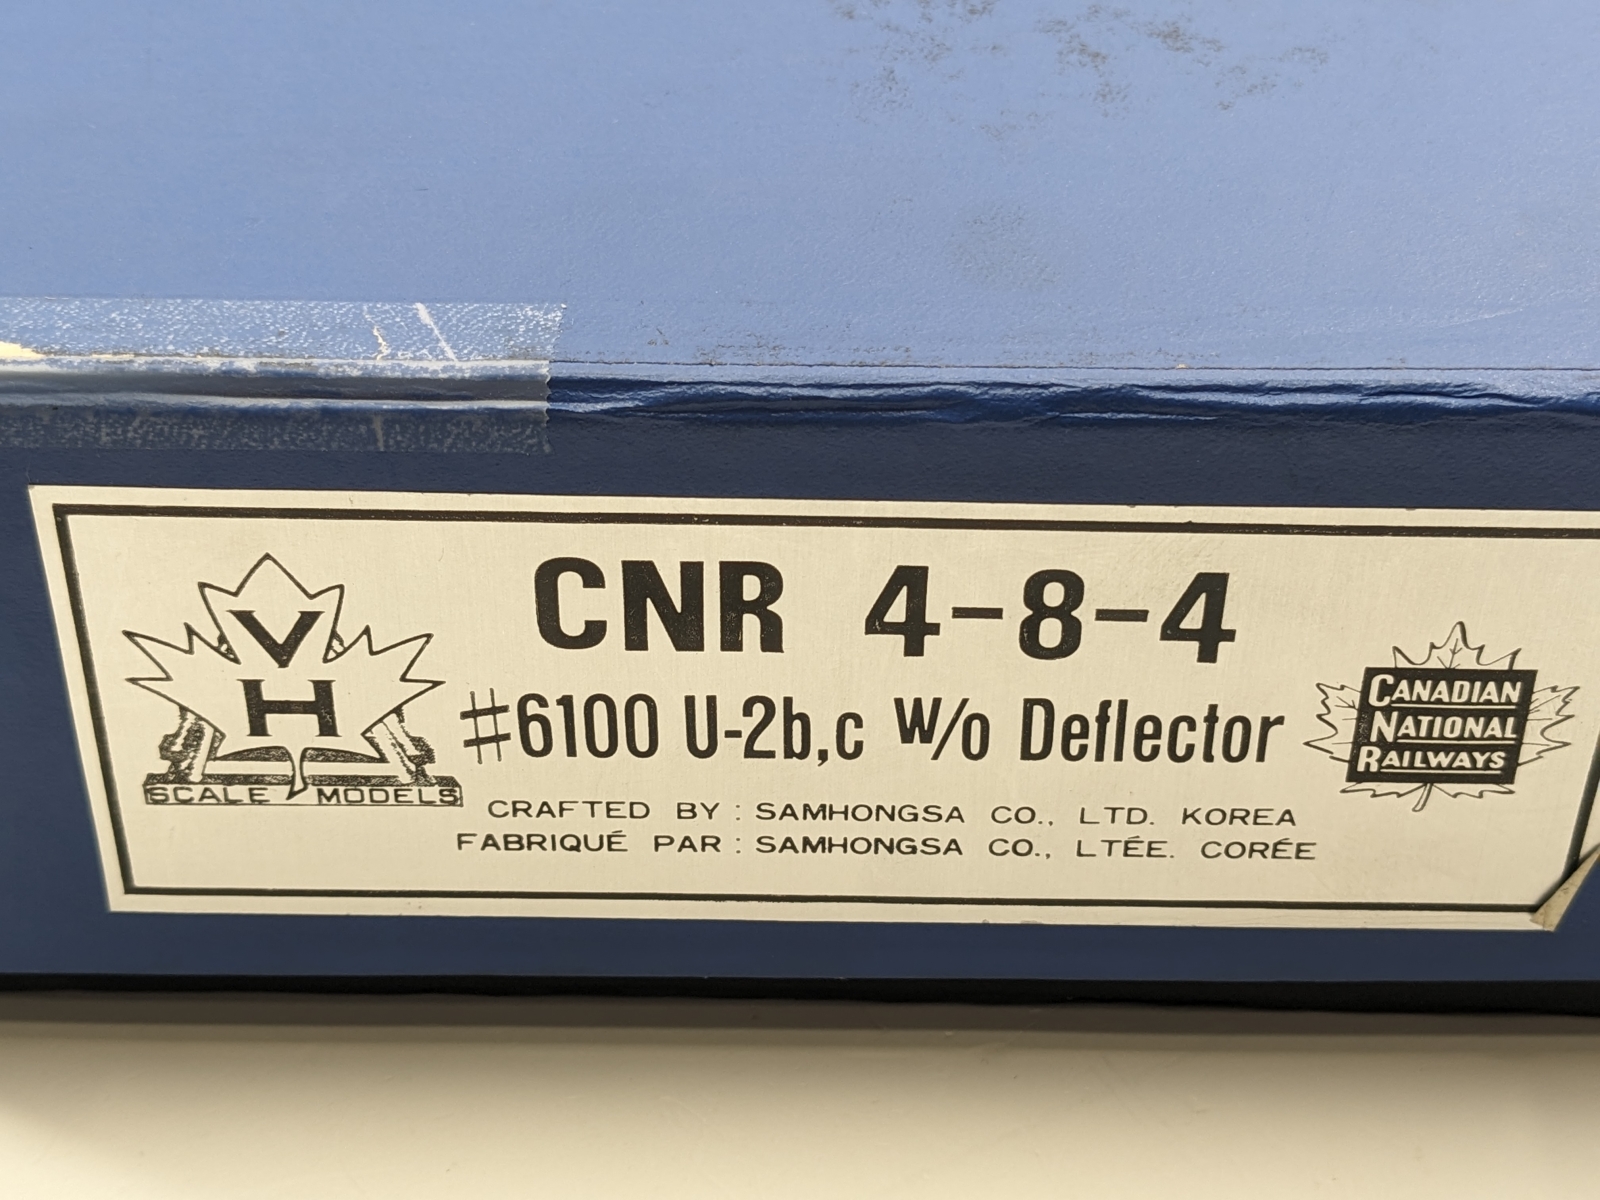 V
H
SCALE MODELS
CNR 4-8-4
#6100 U-2b,c W/o Deflector
CRAFTED BY : SAMHONGSA CO., LTD. KOREA
FABRIQUÉ PAR : SAMHONGSA CO., LTÉE. CORÉE
CANADIAN
NATIONAL
RAILWAYS